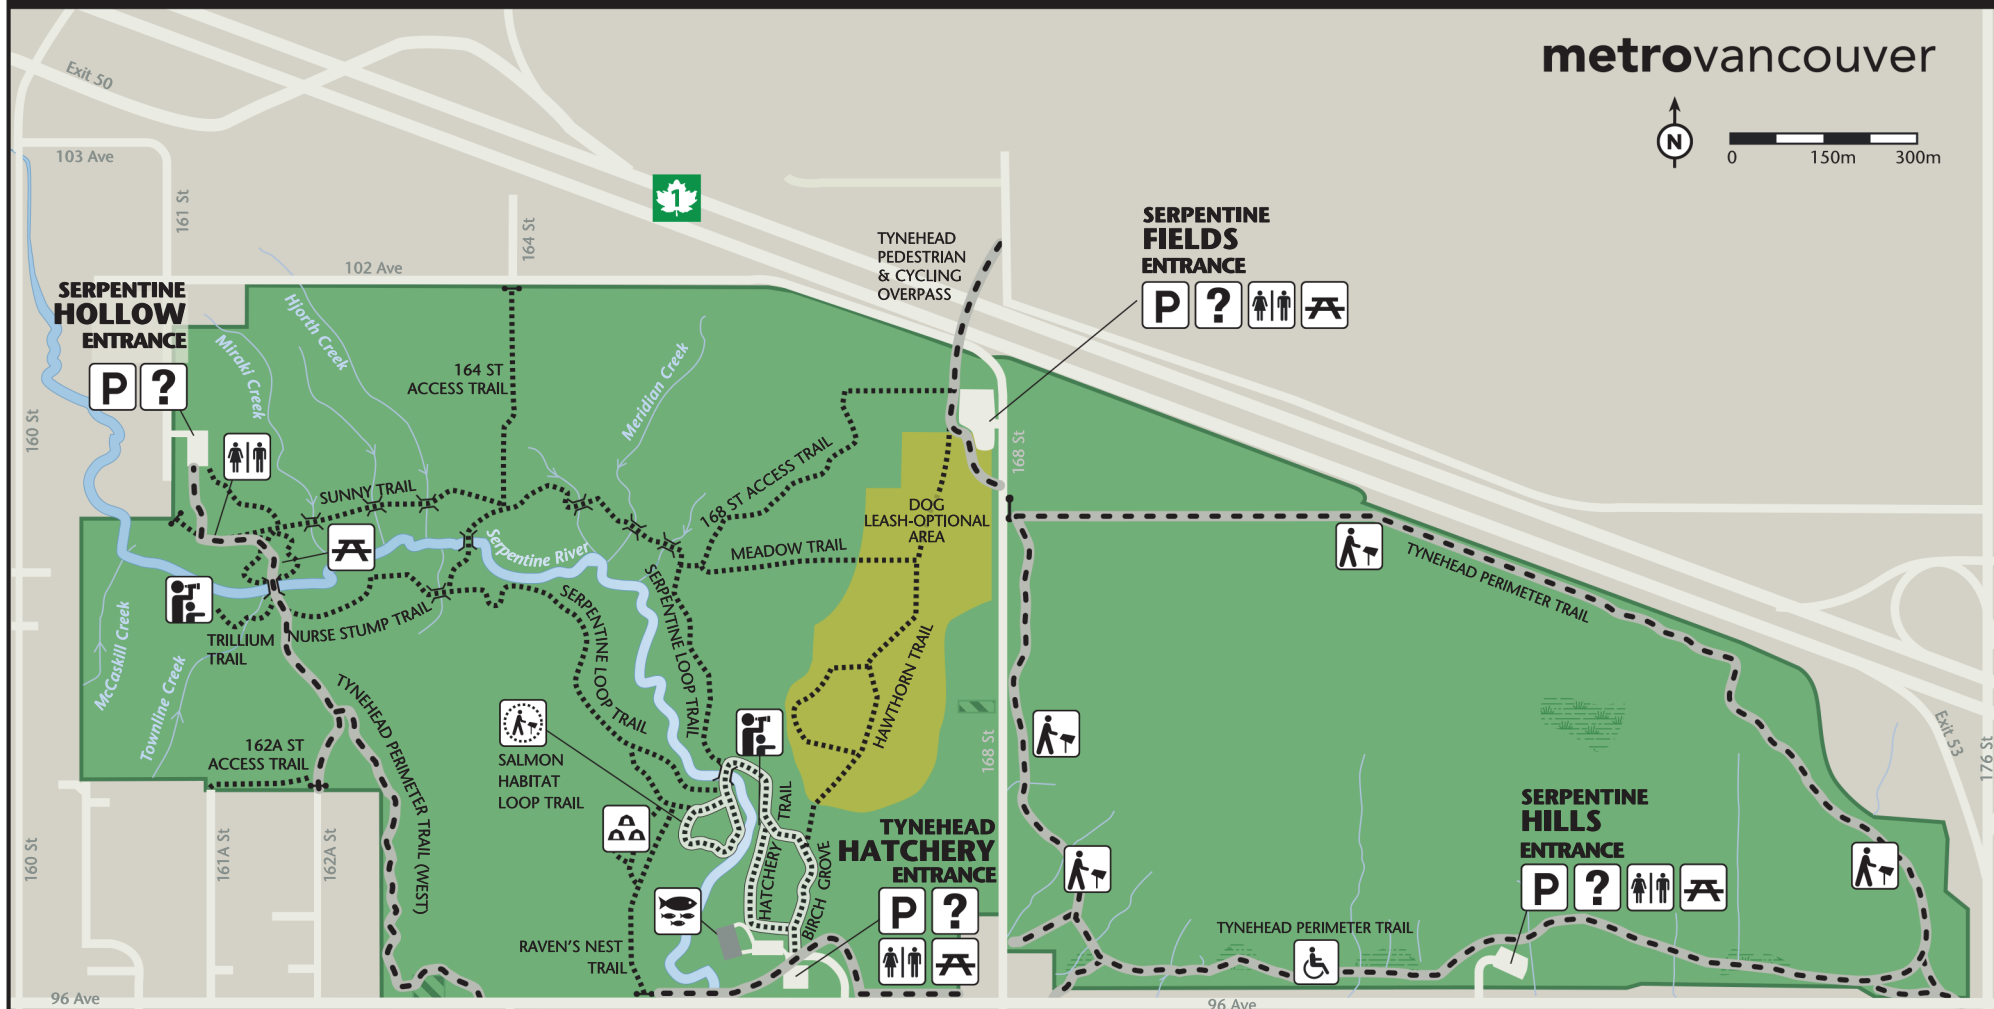 metrovancouver
N
0 150m 300m
Exit 50
103 Ave
161 St
164 St
102 Ave
1
TYNEHEAD
PEDESTRIAN
& CYCLING
OVERPASS
SERPENTINE
FIELDS
ENTRANCE
P ?
SERPENTINE
HOLLOW
ENTRANCE
P ?
Hjorth Creek
Miraki Creek
164 ST
ACCESS TRAIL
Meridian Creek
160 St
168 St
SUNNY TRAIL
168 ST ACCESS TRAIL
DOG
LEASH-OPTIONAL
AREA
Serpentine River
MEADOW TRAIL
TYNEHEAD PERIMETER TRAIL
McCaskill Creek
Townline Creek
TRILLIUM
TRAIL
NURSE STUMP TRAIL
SERPENTINE LOOP TRAIL
SERPENTINE LOOP TRAIL
HAWTHORN TRAIL
TYNEHEAD PERIMETER TRAIL (WEST)
162A ST
ACCESS TRAIL
SALMON
HABITAT
LOOP TRAIL
168 St
Exit 53
176 St
160 St
161A St
162A St
HATCHERY TRAIL
BIRCH GROVE
TYNEHEAD
HATCHERY
ENTRANCE
P ?
SERPENTINE
HILLS
ENTRANCE
P ?
TYNEHEAD PERIMETER TRAIL
RAVEN'S NEST
TRAIL
96 Ave
96 Ave